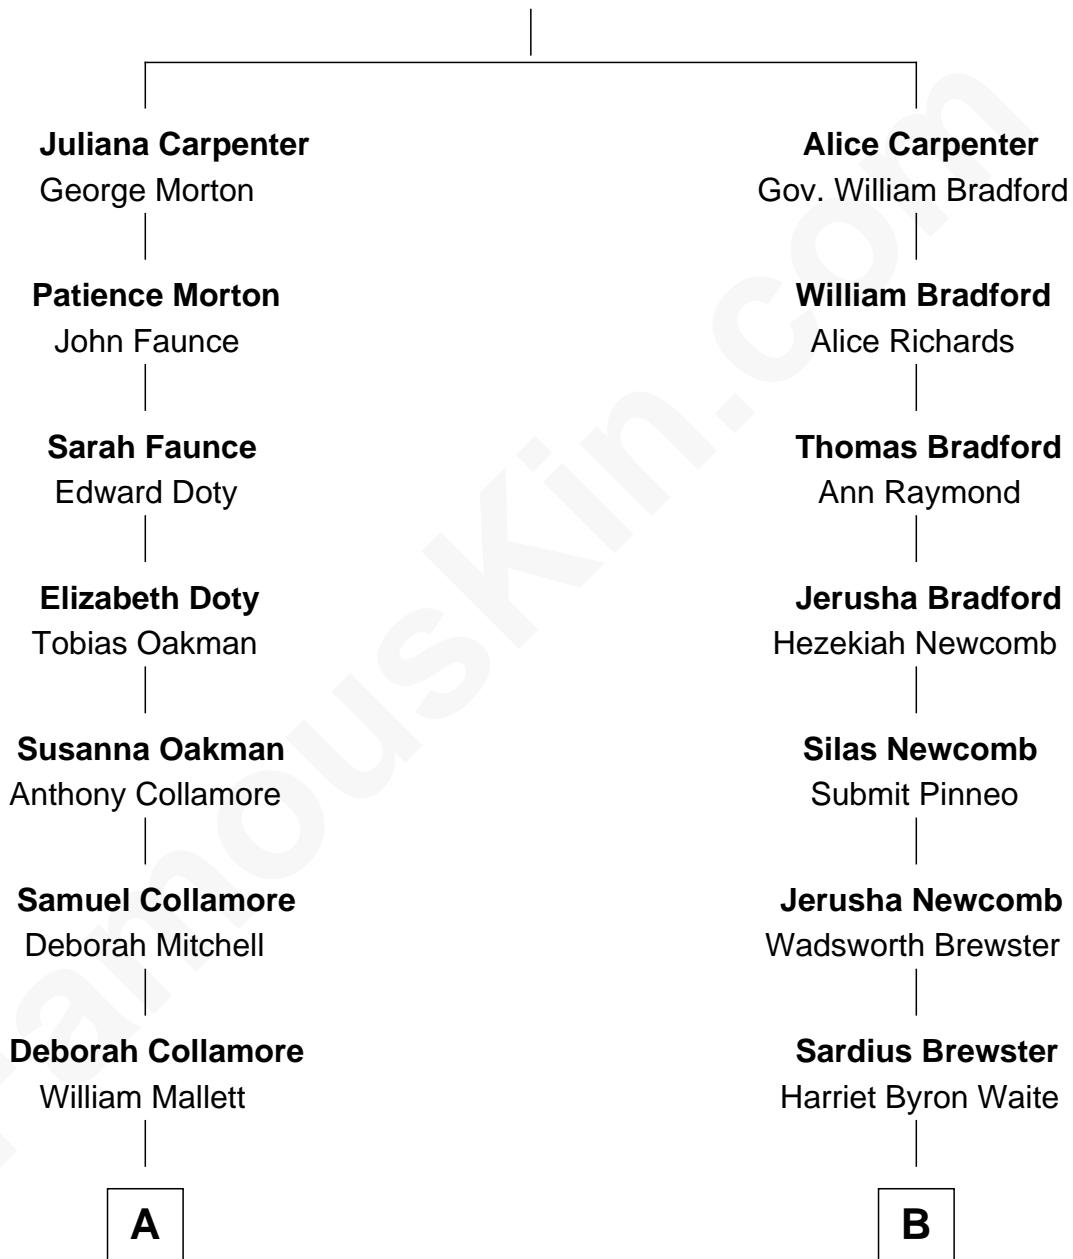 Juliana Carpenter
George Morton
Alice Carpenter
Gov. William Bradford
Patience Morton
John Faunce
William Bradford
Alice Richards
Sarah Faunce
Edward Doty
Thomas Bradford
Ann Raymond
Elizabeth Doty
Tobias Oakman
Jerusha Bradford
Hezekiah Newcomb
Susanna Oakman
Anthony Collamore
Silas Newcomb
Submit Pinneo
Samuel Collamore
Deborah Mitchell
Jerusha Newcomb
Wadsworth Brewster
Deborah Collamore
William Mallett
Sardius Brewster
Harriet Byron Waite
A
B
FamousKin.com